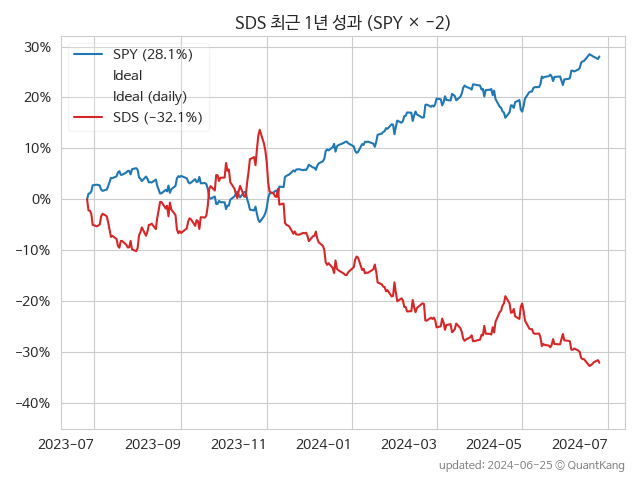 SDS 최근 1년 성과 (SPY × -2)
SPY (28.1%)
Ideal
Ideal (daily)
SDS (-32.1%)
30%
20%
10%
0%
-10%
-20%
-30%
-40%
2023-07 2023-09 2023-11 2024-01 2024-03 2024-05 2024-07
updated: 2024-06-25 © QuantKang